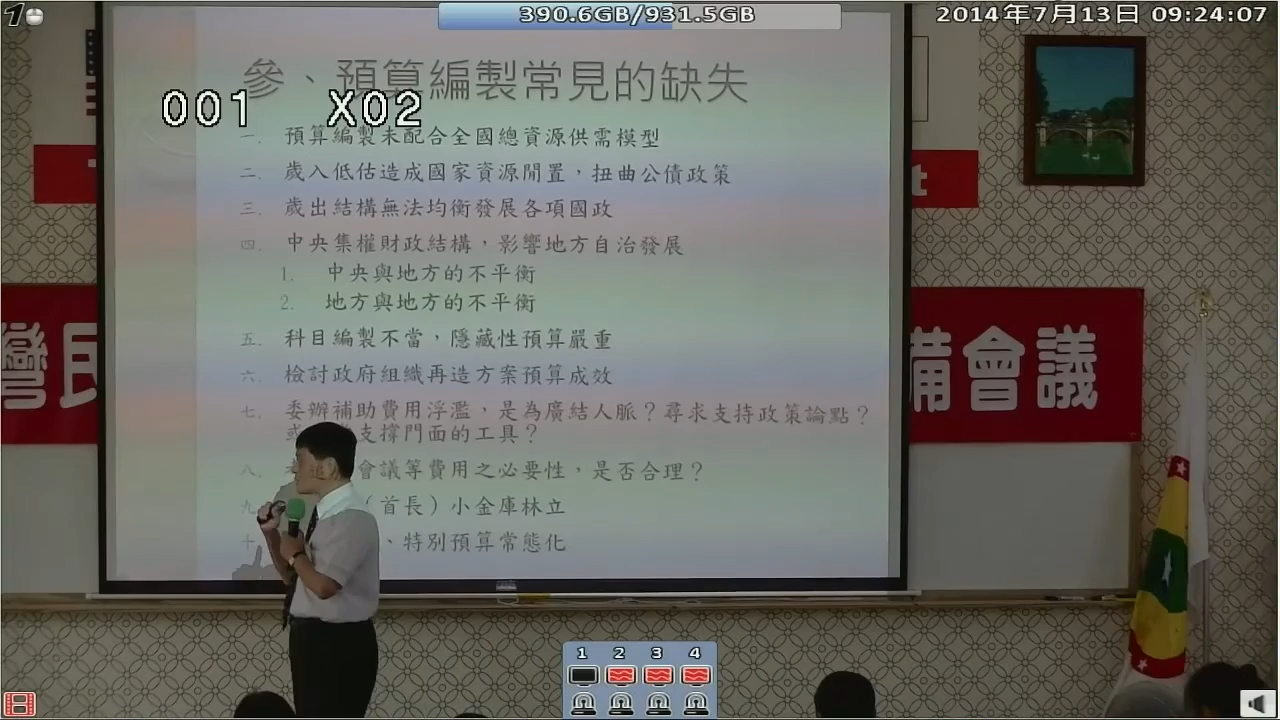 1
390.6GB/931.5GB
2014年7月13日 09:24:07
001 X02
參、預算編製常見的缺失
一. 預算編製未配合全國總資源供需模型
二. 歲入低估造成國家資源閒置，扭曲公債政策
三. 歲出結構無法均衡發展各項國政
四. 中央集權財政結構，影響地方自治發展
1. 中央與地方的不平衡
2. 地方與地方的不平衡
五. 科目編製不當，隱藏性預算嚴重
六. 檢討政府組織再造方案預算成效
七. 委辦補助費用浮濫，是為廣結人脈？尋求支持政策論點？
或 支撐門面的工具？
八. 會議等費用之必要性，是否合理？
九 （首長）小金庫林立
十 、特別預算常態化
灣民
備會議
t
1 2 3 4